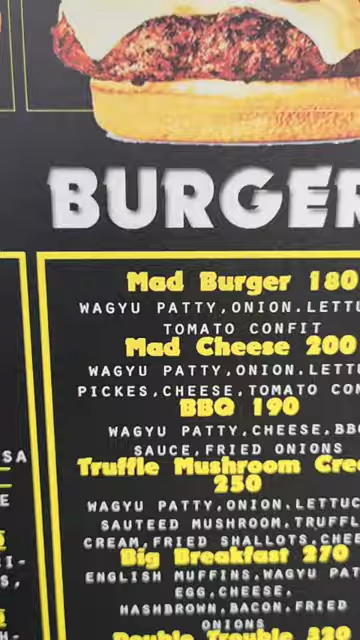 BURGER
Mad Burger 180
WAGYU PATTY,ONION.LETTU
TOMATO CONFIT
Mad Cheese 200
WAGYU PATTY,ONION.LETTU
PICKES,CHEESE,TOMATO CON
BBQ 190
WAGYU PATTY,CHEESE,BBQ
SAUCE,FRIED ONIONS
Truffle Mushroom Crea
250
WAGYU PATTY,ONION.LETTUC
SAUTEED MUSHROOM,TRUFFL
CREAM,FRIED SHALLOTS,CHEE
Big Breakfast 270
ENGLISH MUFFINS,WAGYU PAT
EGG,CHEESE,
HASHBROWN,BACON,FRIED
ONIONS
Double Trouble 320
SA